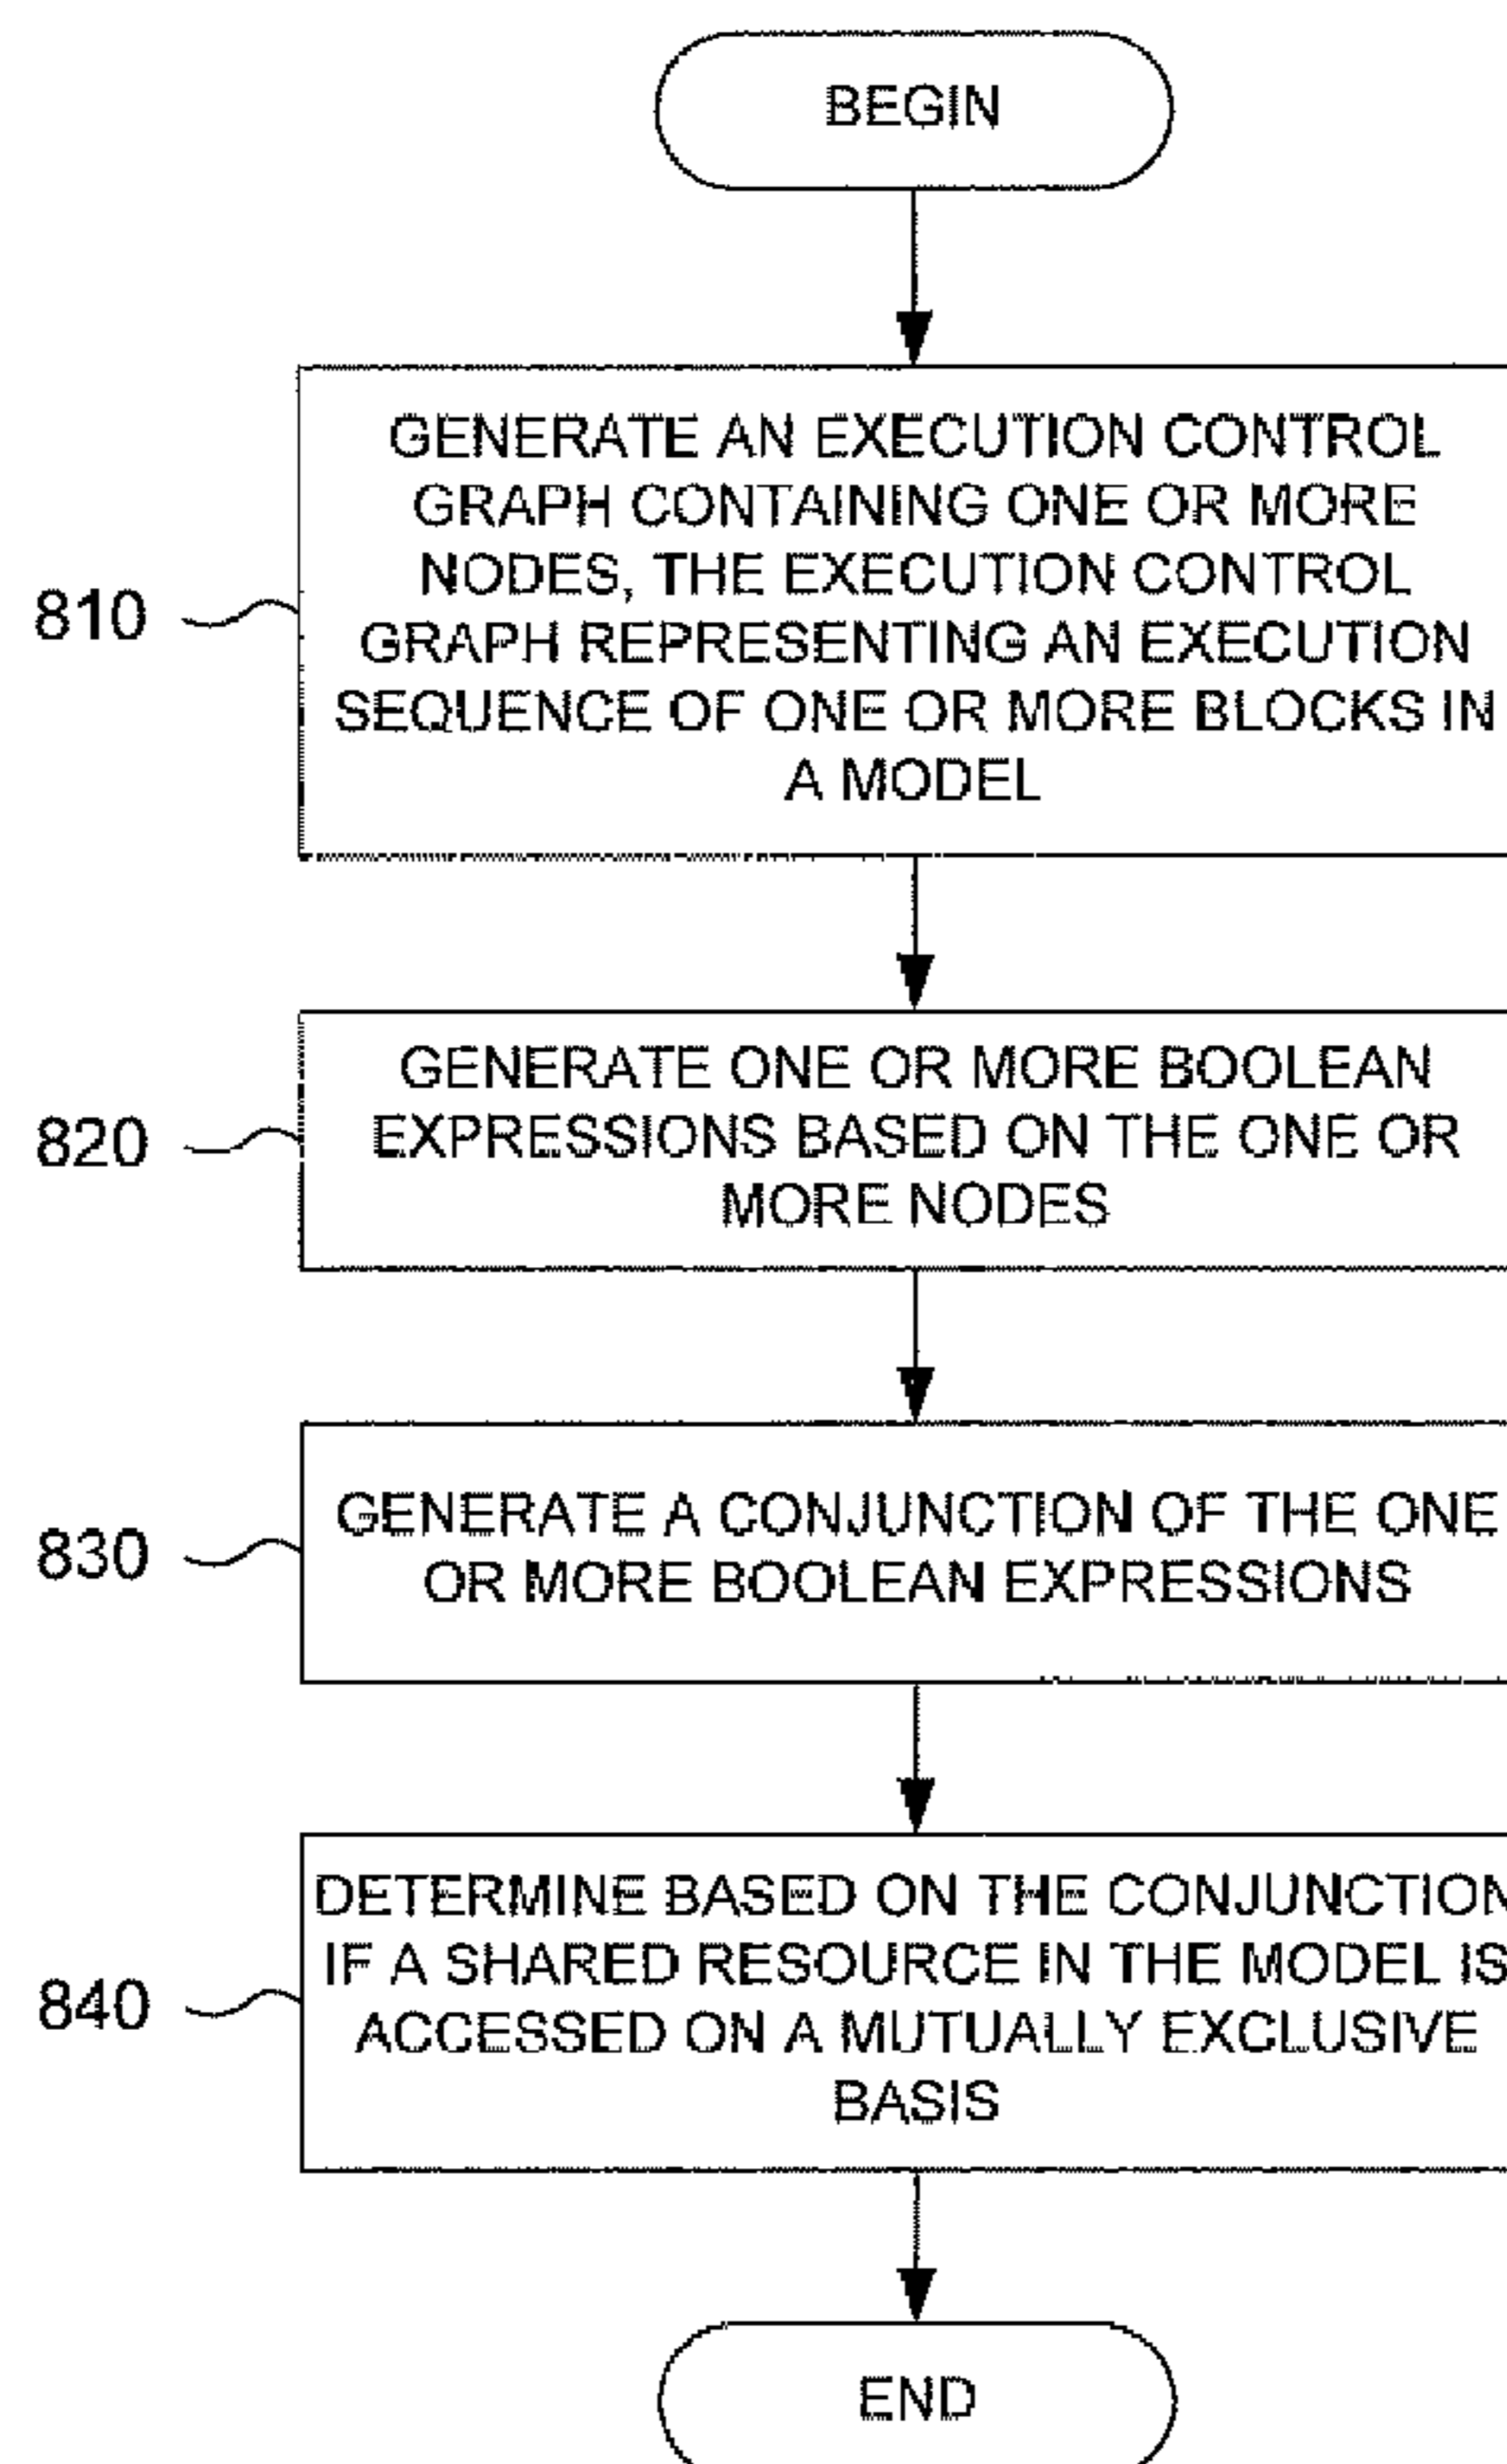 BEGIN
GENERATE AN EXECUTION CONTROL
GRAPH CONTAINING ONE OR MORE
NODES, THE EXECUTION CONTROL
GRAPH REPRESENTING AN EXECUTION
SEQUENCE OF ONE OR MORE BLOCKS IN
A MODEL
810
GENERATE ONE OR MORE BOOLEAN
EXPRESSIONS BASED ON THE ONE OR
MORE NODES
820
GENERATE A CONJUNCTION OF THE ONE
OR MORE BOOLEAN EXPRESSIONS
830
DETERMINE BASED ON THE CONJUNCTION
IF A SHARED RESOURCE IN THE MODEL IS
ACCESSED ON A MUTUALLY EXCLUSIVE
BASIS
840
END